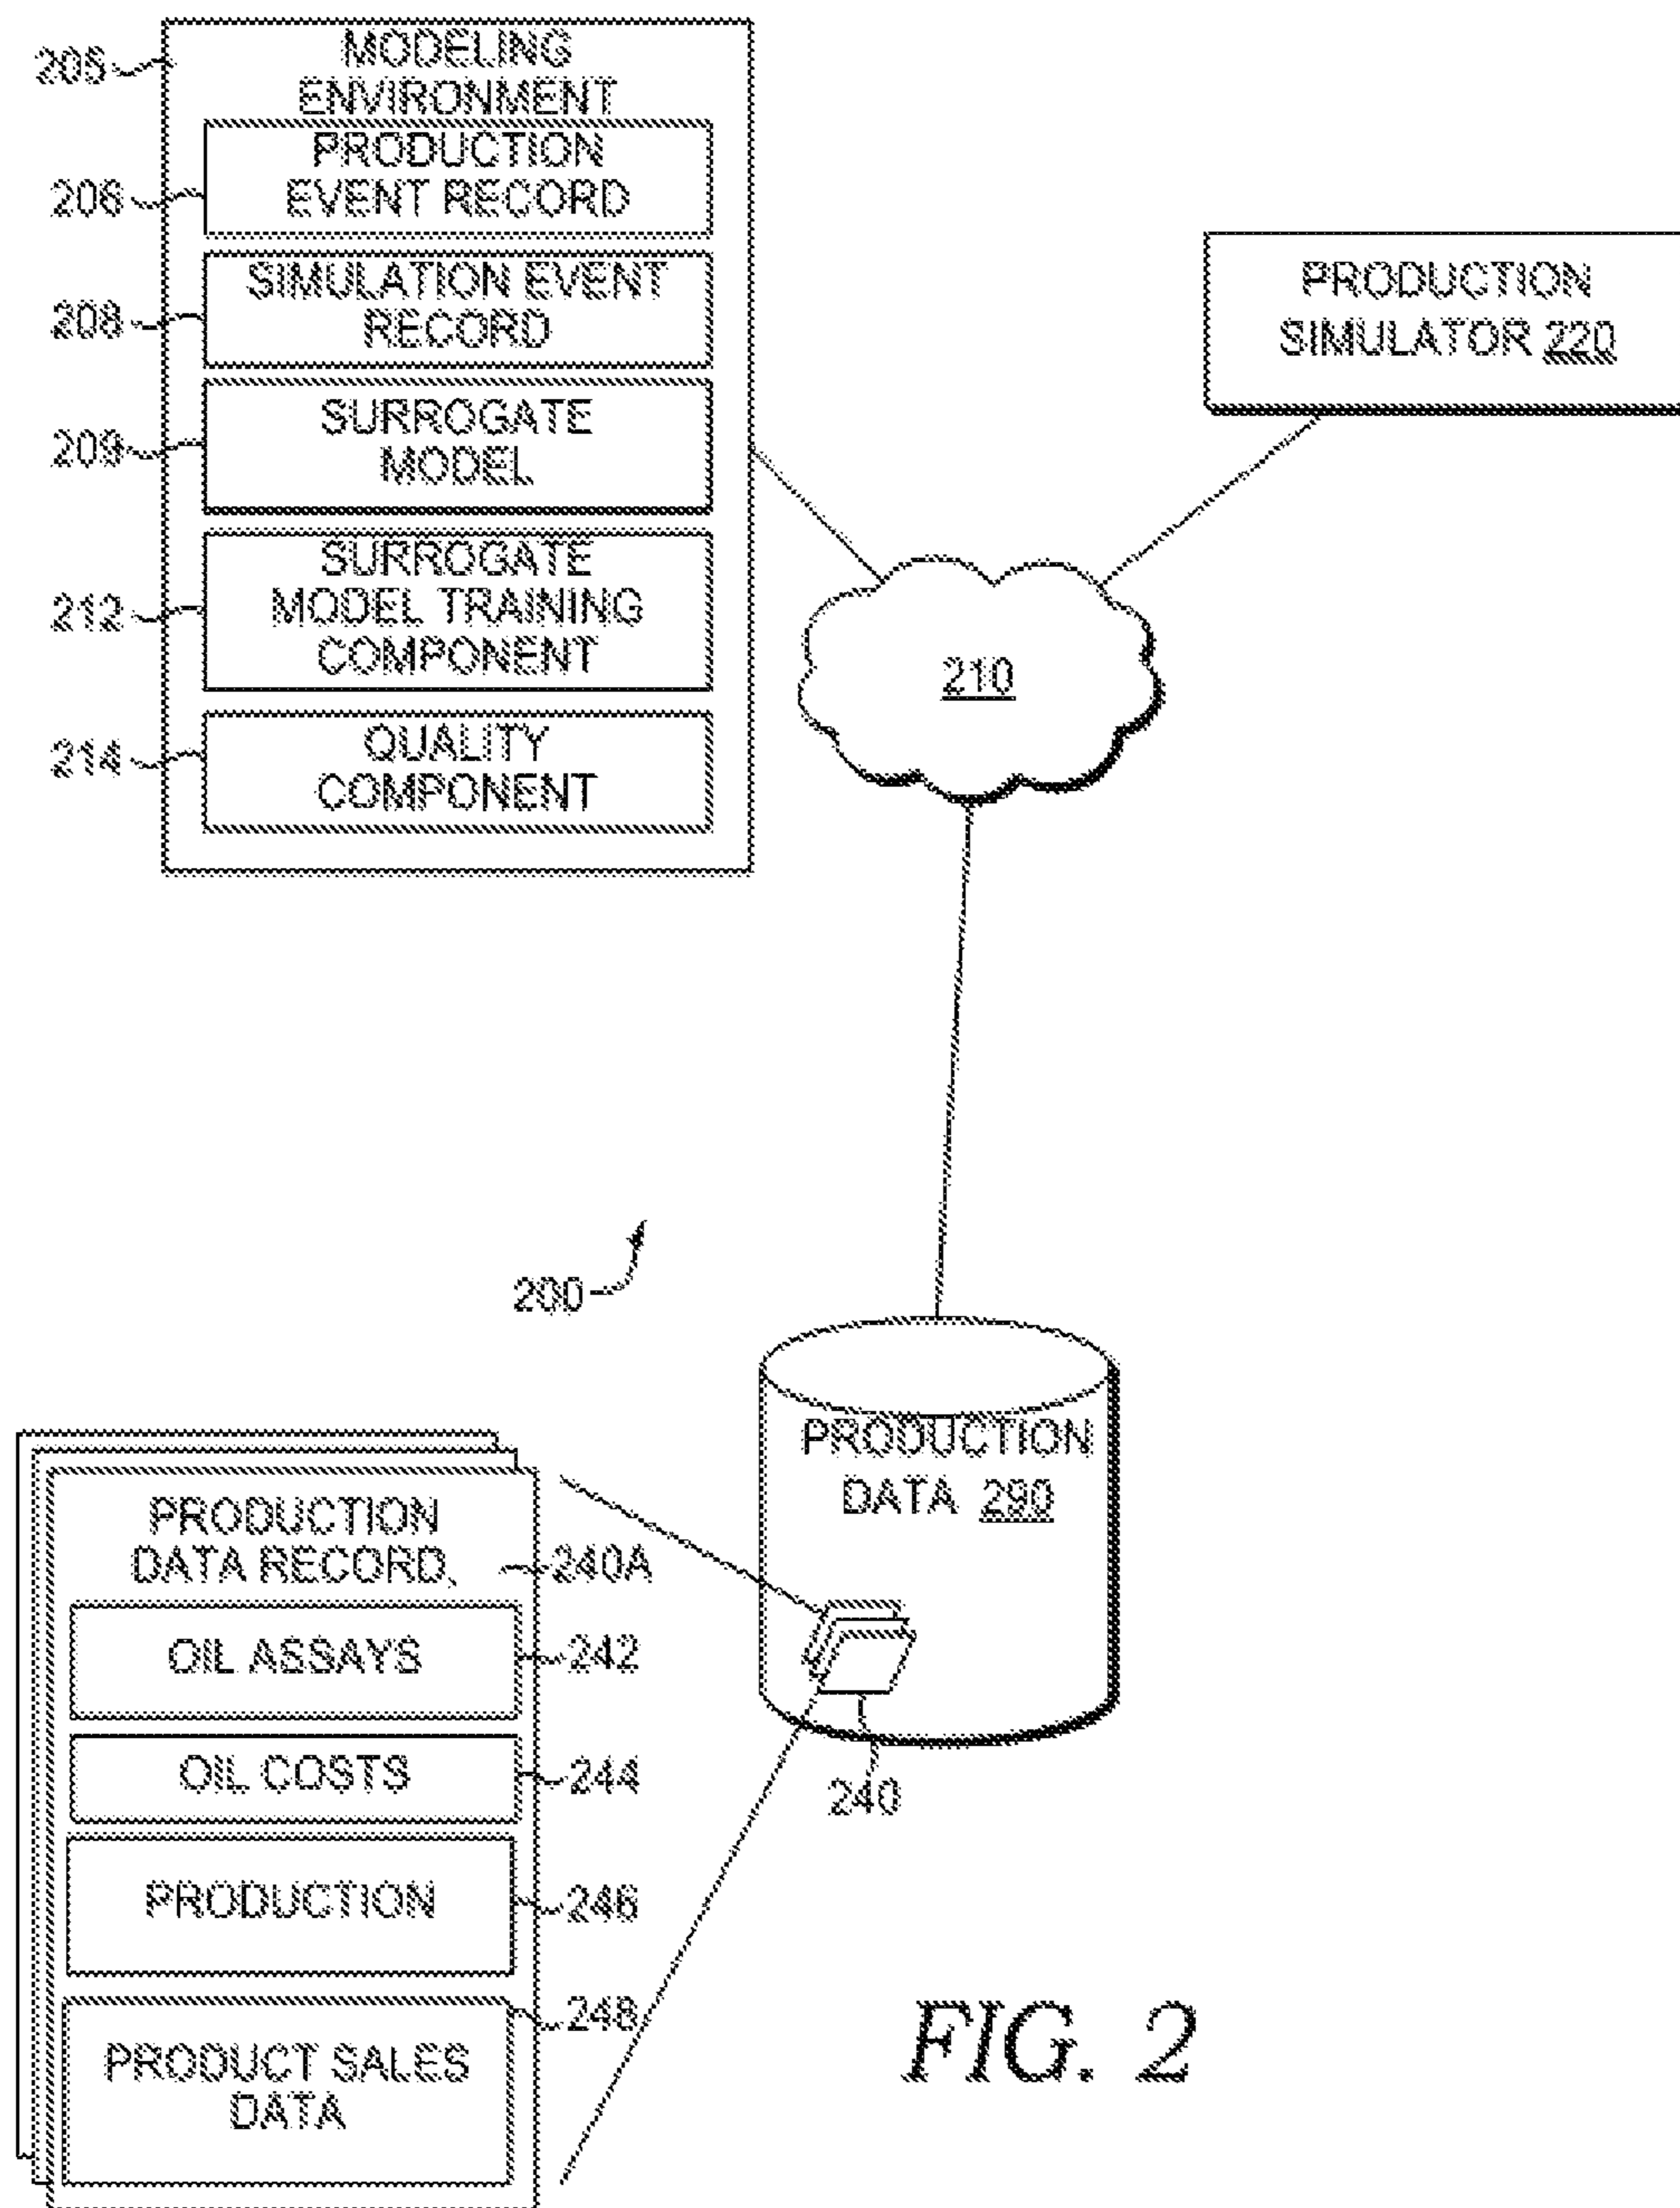 205
MODELING
ENVIRONMENT
PRODUCTION
206
EVENT RECORD
SIMULATION EVENT
208
RECORD
SURROGATE
209
MODEL
SURROGATE
212
MODEL TRAINING
COMPONENT
QUALITY
214
COMPONENT
PRODUCTION
SIMULATOR 220
210
200
PRODUCTION
DATA 290
240
PRODUCTION
DATA RECORD,
240A
OIL ASSAYS
242
OIL COSTS
244
PRODUCTION
246
248
PRODUCT SALES
DATA
FIG. 2